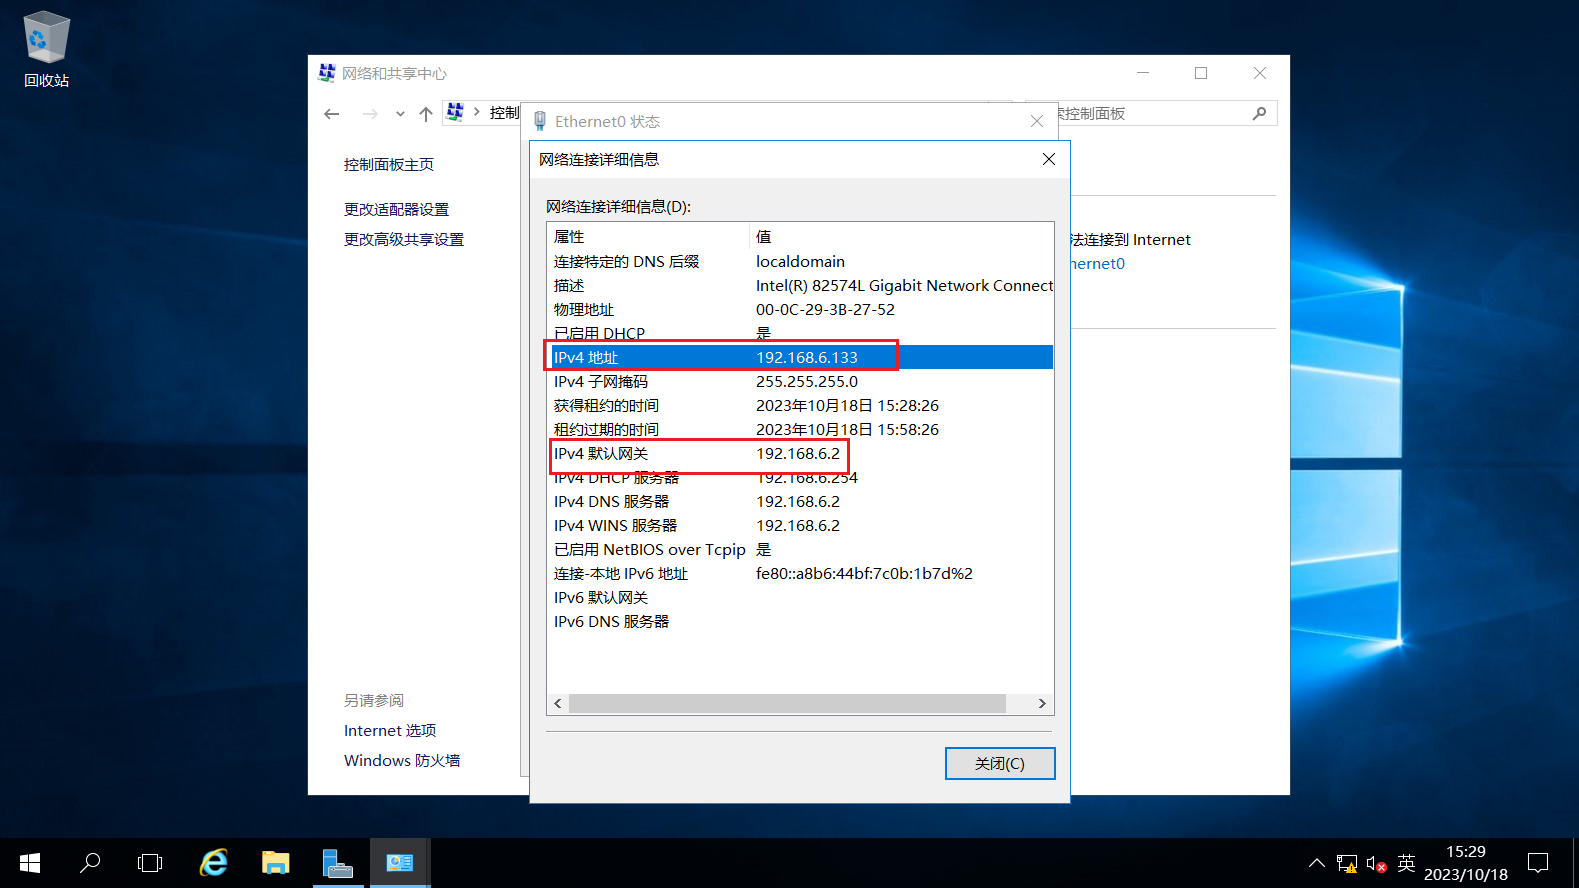 回收站
网络和共享中心
控制
索控制面板
Ethernet0 状态
网络连接详细信息
控制面板主页
更改适配器设置
更改高级共享设置
网络连接详细信息(D):
属性 值
连接特定的 DNS 后缀 localdomain
描述 Intel(R) 82574L Gigabit Network Connect
物理地址 00-0C-29-3B-27-52
已启用 DHCP 是
IPv4 地址 192.168.6.133
IPv4 子网掩码 255.255.255.0
获得租约的时间 2023年10月18日 15:28:26
租约过期的时间 2023年10月18日 15:58:26
IPv4 默认网关 192.168.6.2
IPv4 DHCP 服务器 192.168.6.254
IPv4 DNS 服务器 192.168.6.2
IPv4 WINS 服务器 192.168.6.2
已启用 NetBIOS over Tcpip 是
连接-本地 IPv6 地址 fe80::a8b6:44bf:7c0b:1b7d%2
IPv6 默认网关
IPv6 DNS 服务器
法连接到 Internet
hernet0
另请参阅
Internet 选项
Windows 防火墙
关闭(C)
英
15:29
2023/10/18